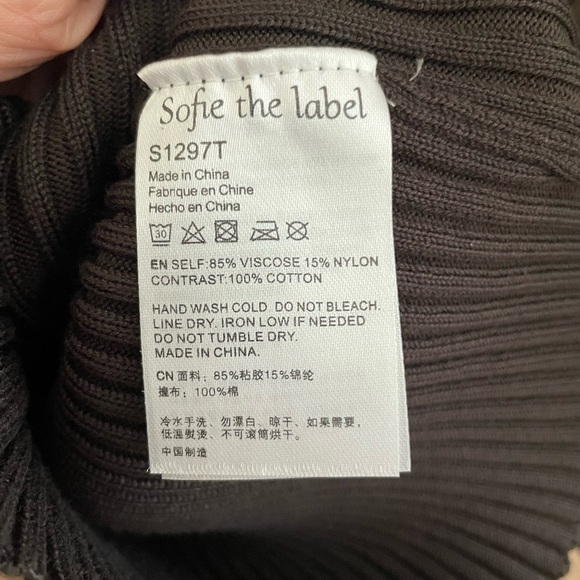 Sofie the label
S1297T
Made in China
Fabrique en Chine
Hecho en China
30
EN SELF:85% VISCOSE 15% NYLON
CONTRAST:100% COTTON
HAND WASH COLD. DO NOT BLEACH.
LINE DRY. IRON LOW IF NEEDED
DO NOT TUMBLE DRY.
MADE IN CHINA.
CN 面料：85%粘胶15%锦纶
撞布：100%棉
冷水手洗、勿漂白、晾干、如果需要，
低温熨烫、不可滚筒烘干。
中国制造